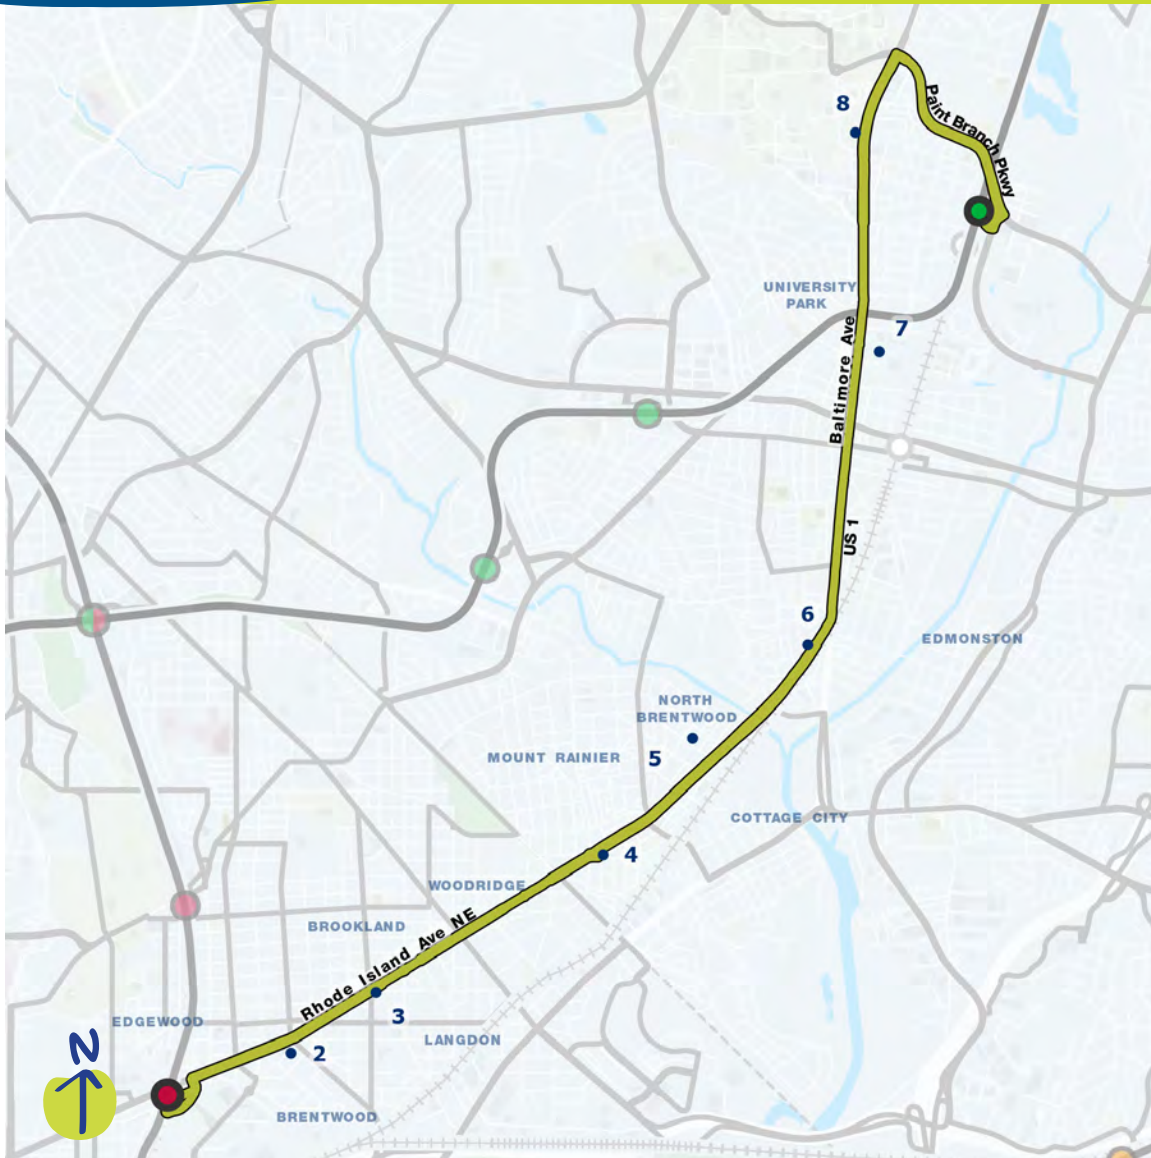 8
Paint Branch Pkwy
UNIVERSITY
PARK
7
Baltimore Ave
US 1
6
EDMONSTON
NORTH
BRENTWOOD
5
MOUNT RAINIER
COTTAGE CITY
4
WOODRIDGE
BROOKLAND
Rhode Island Ave NE
3
EDGEWOOD
LANGDON
2
N
BRENTWOOD